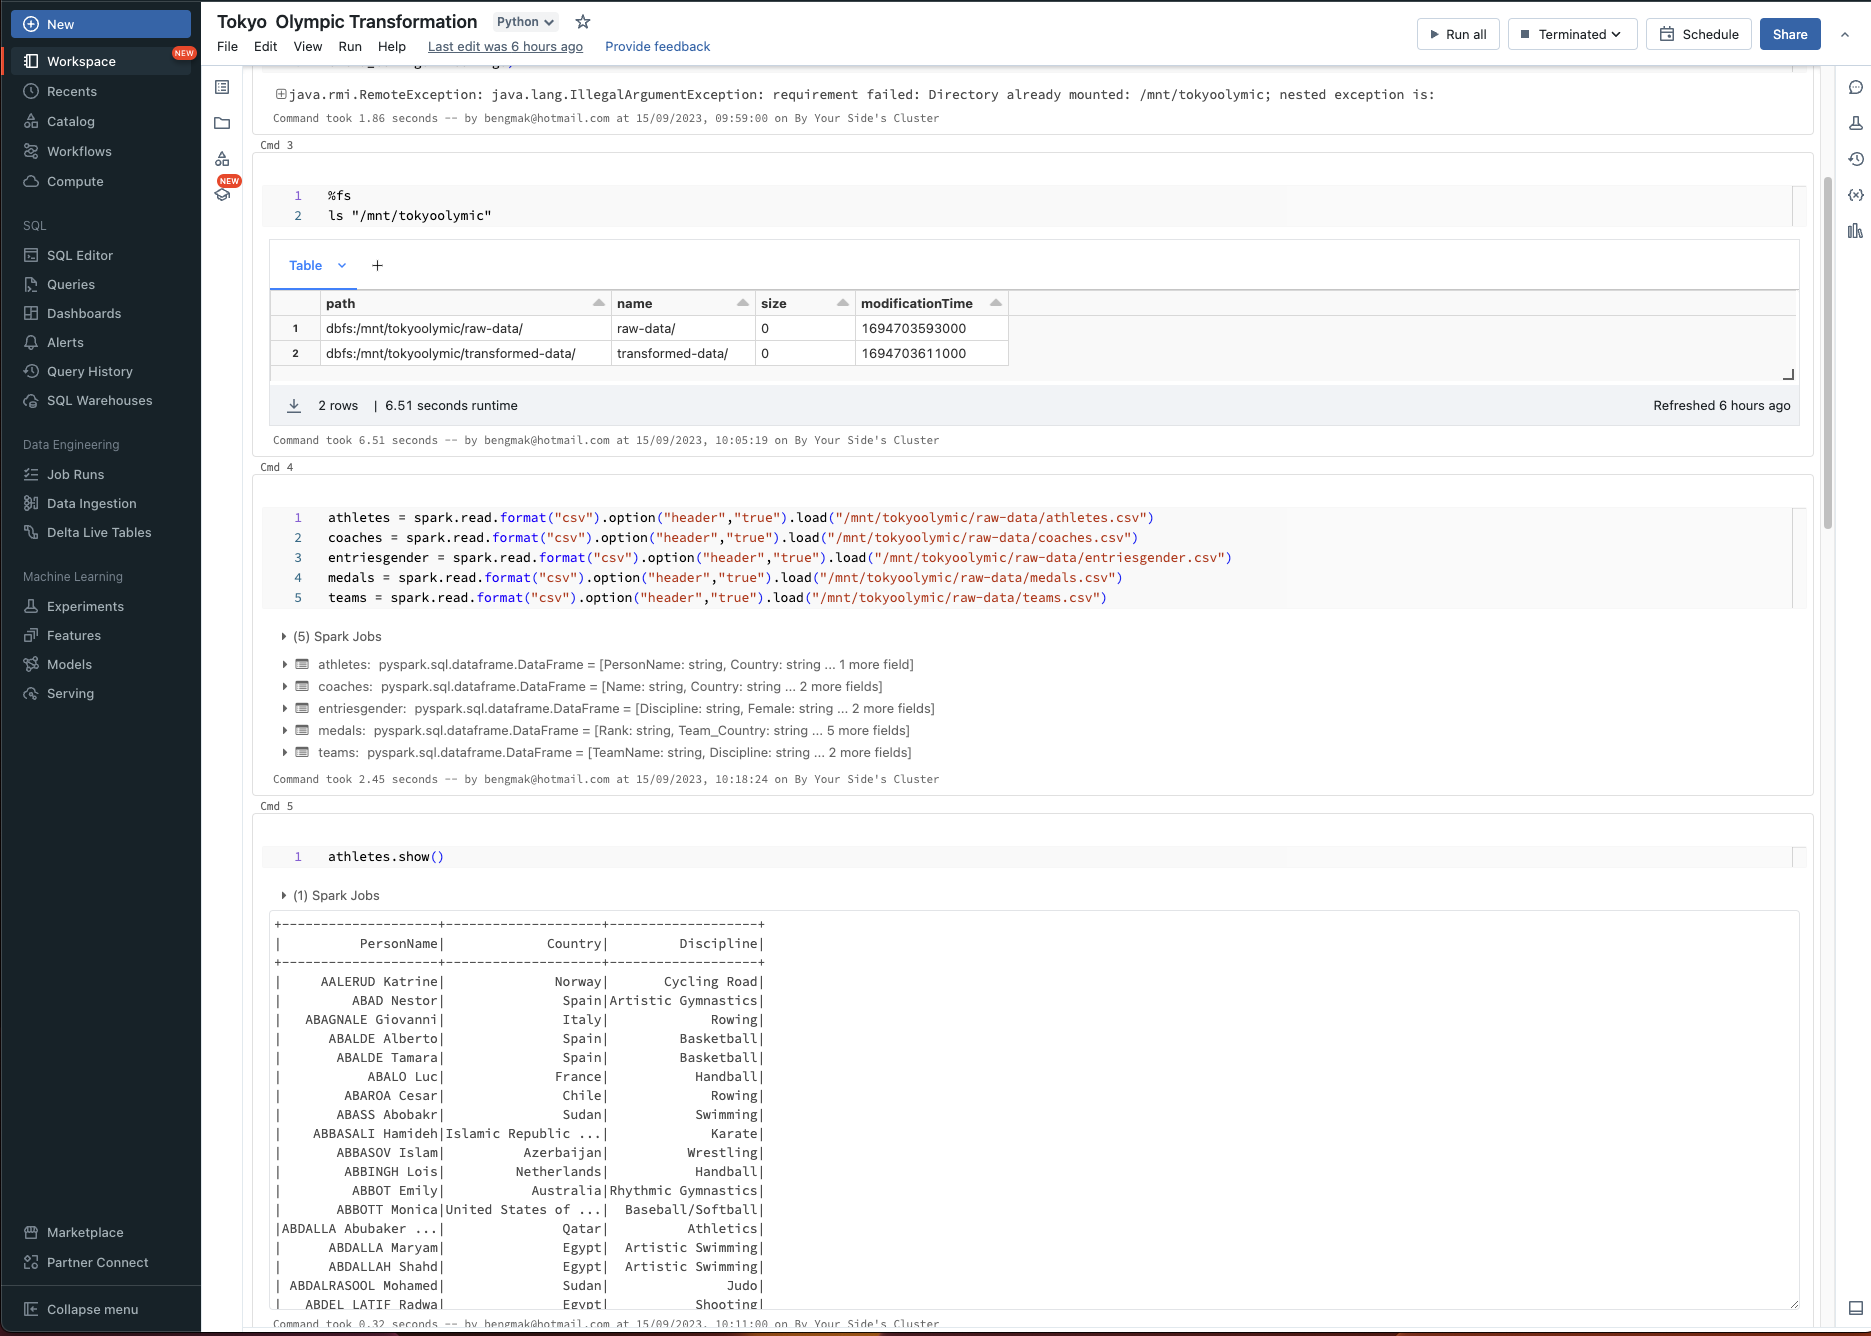 New
Workspace
NEW
Recents
Catalog
Workflows
Compute
SQL
SQL Editor
Queries
Dashboards
Alerts
Query History
SQL Warehouses
Data Engineering
Job Runs
Data Ingestion
Delta Live Tables
Machine Learning
Experiments
Features
Models
Serving
Marketplace
Partner Connect
Collapse menu
Tokyo  Olympic Transformation Python
File Edit View Run Help Last edit was 6 hours ago Provide feedback
Run all Terminated Schedule Share
NEW
java.rmi.RemoteException: java.lang.IllegalArgumentException: requirement failed: Directory already mounted: /mnt/tokyoolymic; nested exception is:
Command took 1.86 seconds -- by bengmak@hotmail.com at 15/09/2023, 09:59:00 on By Your Side's Cluster
Cmd 3
1 %fs
2 ls "/mnt/tokyoolymic"
Table +
path name size modificationTime
1 dbfs:/mnt/tokyoolymic/raw-data/ raw-data/ 0 1694703593000
2 dbfs:/mnt/tokyoolymic/transformed-data/ transformed-data/ 0 1694703611000
2 rows | 6.51 seconds runtime Refreshed 6 hours ago
Command took 6.51 seconds -- by bengmak@hotmail.com at 15/09/2023, 10:05:19 on By Your Side's Cluster
Cmd 4
1 athletes = spark.read.format("csv").option("header","true").load("/mnt/tokyoolymic/raw-data/athletes.csv")
2 coaches = spark.read.format("csv").option("header","true").load("/mnt/tokyoolymic/raw-data/coaches.csv")
3 entriesgender = spark.read.format("csv").option("header","true").load("/mnt/tokyoolymic/raw-data/entriesgender.csv")
4 medals = spark.read.format("csv").option("header","true").load("/mnt/tokyoolymic/raw-data/medals.csv")
5 teams = spark.read.format("csv").option("header","true").load("/mnt/tokyoolymic/raw-data/teams.csv")
(5) Spark Jobs
athletes: pyspark.sql.dataframe.DataFrame = [PersonName: string, Country: string ... 1 more field]
coaches: pyspark.sql.dataframe.DataFrame = [Name: string, Country: string ... 2 more fields]
entriesgender: pyspark.sql.dataframe.DataFrame = [Discipline: string, Female: string ... 2 more fields]
medals: pyspark.sql.dataframe.DataFrame = [Rank: string, Team_Country: string ... 5 more fields]
teams: pyspark.sql.dataframe.DataFrame = [TeamName: string, Discipline: string ... 2 more fields]
Command took 2.45 seconds -- by bengmak@hotmail.com at 15/09/2023, 10:18:24 on By Your Side's Cluster
Cmd 5
1 athletes.show()
(1) Spark Jobs
+--------------------+--------------------+-------------------+
|          PersonName|             Country|         Discipline|
+--------------------+--------------------+-------------------+
|     AALERUD Katrine|              Norway|       Cycling Road|
|         ABAD Nestor|               Spain|Artistic Gymnastics|
|   ABAGNALE Giovanni|               Italy|             Rowing|
|      ABALDE Alberto|               Spain|         Basketball|
|       ABALDE Tamara|               Spain|         Basketball|
|           ABALO Luc|              France|           Handball|
|        ABAROA Cesar|               Chile|             Rowing|
|       ABASS Abobakr|               Sudan|           Swimming|
|    ABBASALI Hamideh|Islamic Republic ...|             Karate|
|       ABBASOV Islam|          Azerbaijan|          Wrestling|
|        ABBINGH Lois|         Netherlands|           Handball|
|         ABBOT Emily|           Australia|Rhythmic Gymnastics|
|       ABBOTT Monica|United States of ...|  Baseball/Softball|
|ABDALLA Abubaker ...|               Qatar|          Athletics|
|      ABDALLA Maryam|               Egypt|  Artistic Swimming|
|      ABDALLAH Shahd|               Egypt|  Artistic Swimming|
| ABDALRASOOL Mohamed|               Sudan|               Judo|
|   ABDEL LATIF Radwa|               Egypt|           Shooting|
Command took 0.32 seconds -- by bengmak@hotmail.com at 15/09/2023, 10:11:00 on By Your Side's Cluster